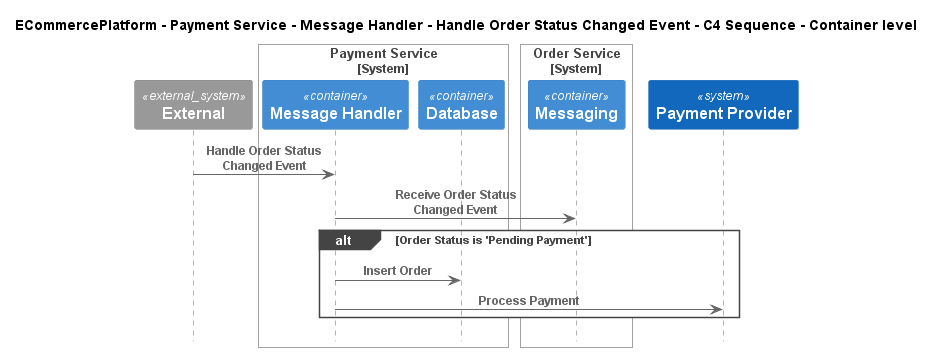 ECommercePlatform - Payment Service - Message Handler - Handle Order Status Changed Event - C4 Sequence - Container level
Payment Service
[System]
Order Service
[System]
«external_system»
External
«container»
Message Handler
«container»
Database
«container»
Messaging
«system»
Payment Provider
Handle Order Status
Changed Event
Receive Order Status
Changed Event
alt
[Order Status is 'Pending Payment']
Insert Order
Process Payment